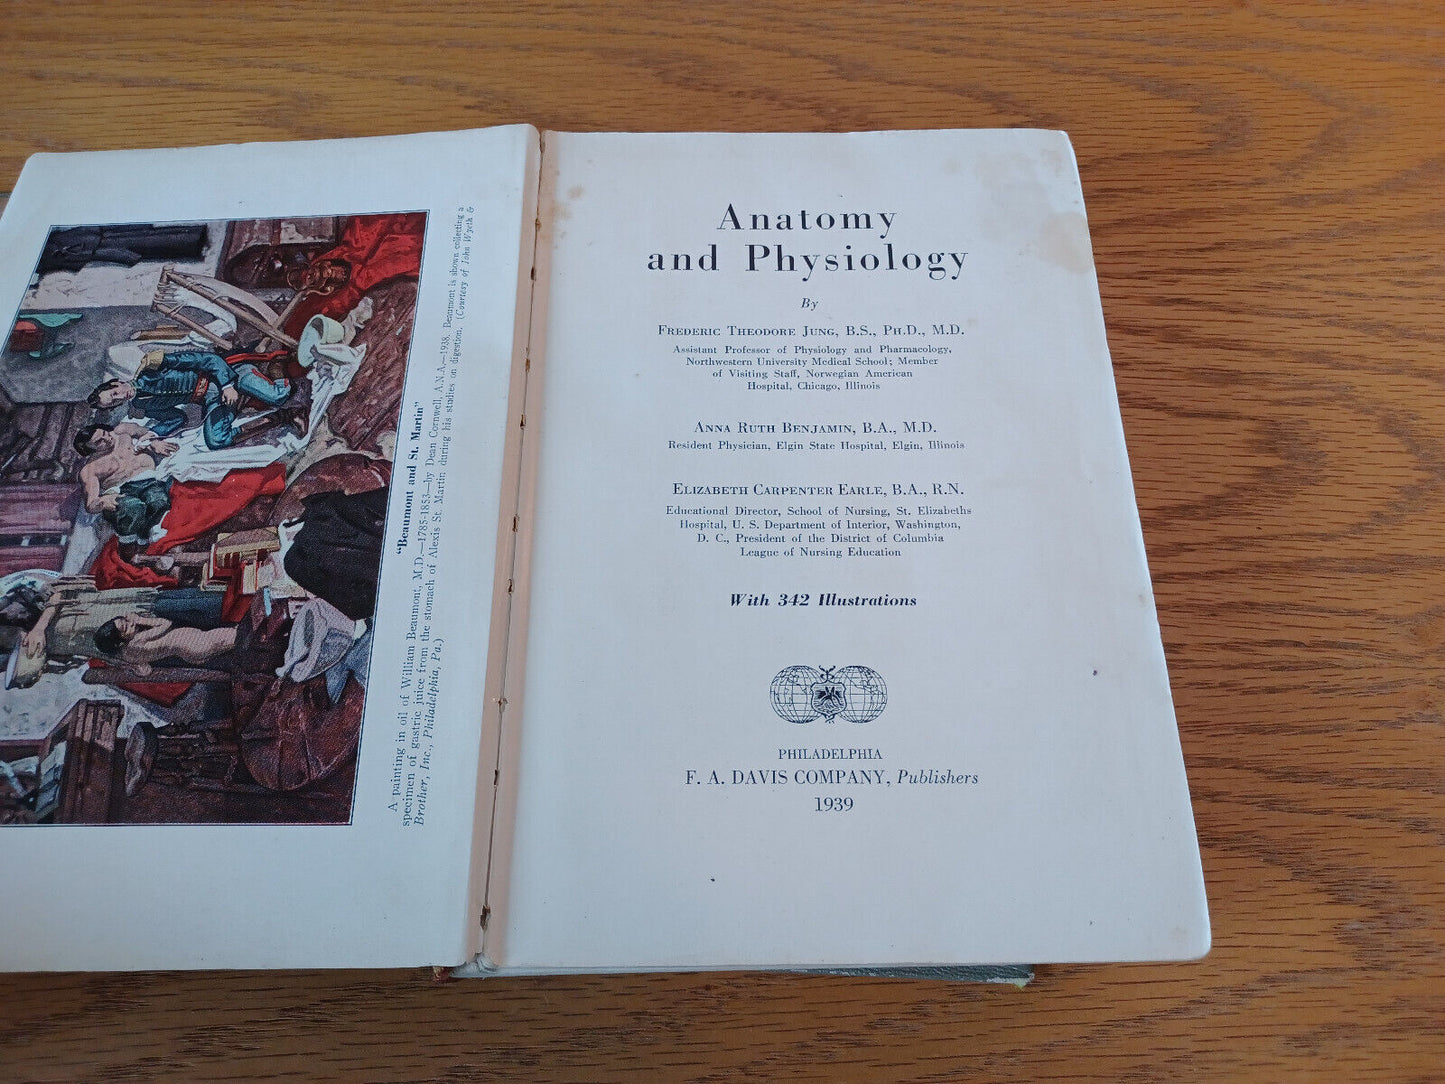 "Beaumont and St. Martin"
A painting in oil of William Beaumont, M.D.—1785-1853—by Dean Cornwell, A.N.A.—1938. Beaumont is shown collecting a
specimen of gastric juice from the stomach of Alexis St. Martin during his studies on digestion. (Courtesy of John Wyeth &
Brother, Inc., Philadelphia, Pa.)
Anatomy
and Physiology
By
Frederic Theodore Jung, B.S., Ph.D., M.D.
Assistant Professor of Physiology and Pharmacology,
Northwestern University Medical School; Member
of Visiting Staff, Norwegian American
Hospital, Chicago, Illinois
Anna Ruth Benjamin, B.A., M.D.
Resident Physician, Elgin State Hospital, Elgin, Illinois
Elizabeth Carpenter Earle, B.A., R.N.
Educational Director, School of Nursing, St. Elizabeths
Hospital, U. S. Department of Interior, Washington,
D. C., President of the District of Columbia
League of Nursing Education
With 342 Illustrations
PHILADELPHIA
F. A. DAVIS COMPANY, Publishers
1939